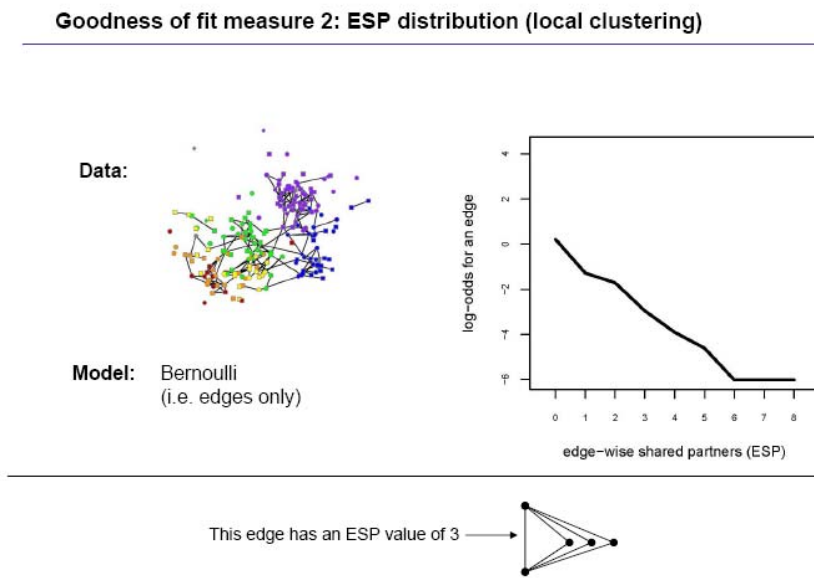 Goodness of fit measure 2: ESP distribution (local clustering)
Data:
Model: Bernoulli
(i.e. edges only)
log-odds for an edge
4
2
0
-2
-4
-6
0 1 2 3 4 5 6 7 8
edge-wise shared partners (ESP)
This edge has an ESP value of 3